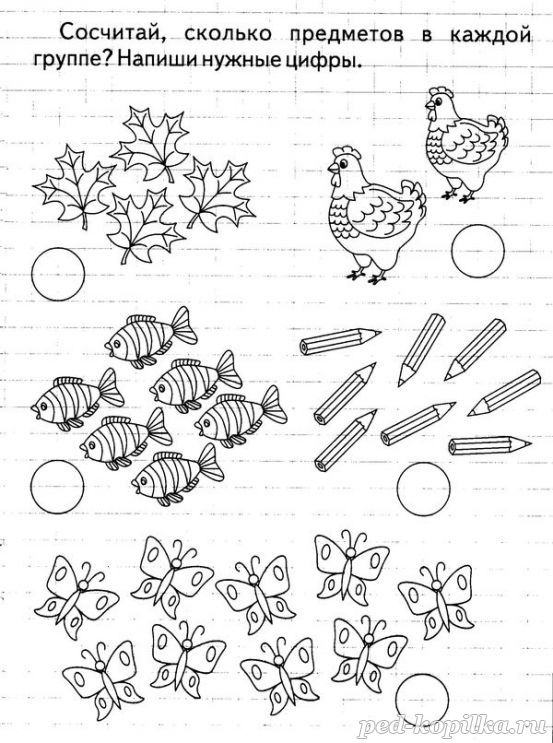 Сосчитай, сколько предметов в каждой
группе? Напиши нужные цифры.
ped-kopilka.ru